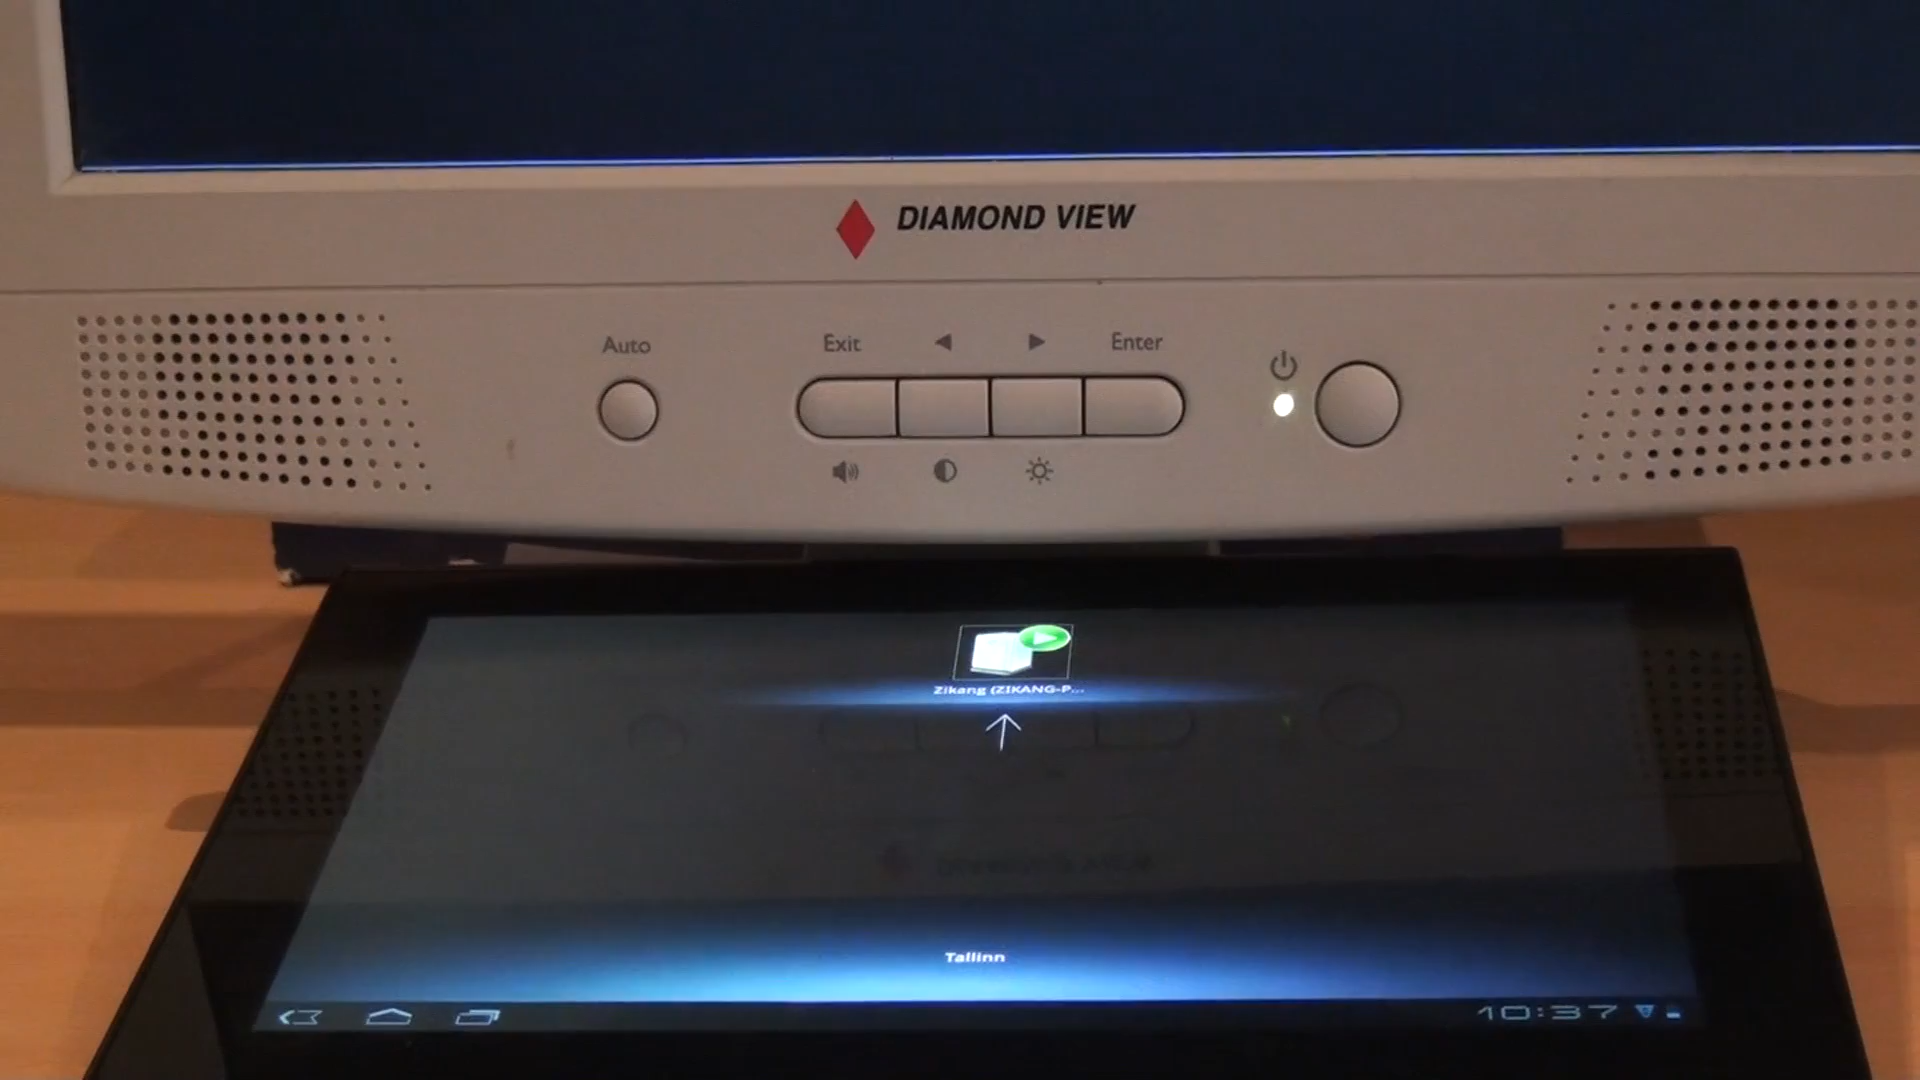 DIAMOND VIEW
Auto
Exit
Enter
Zikang (ZIKANG-P...
Tallinn
10:37